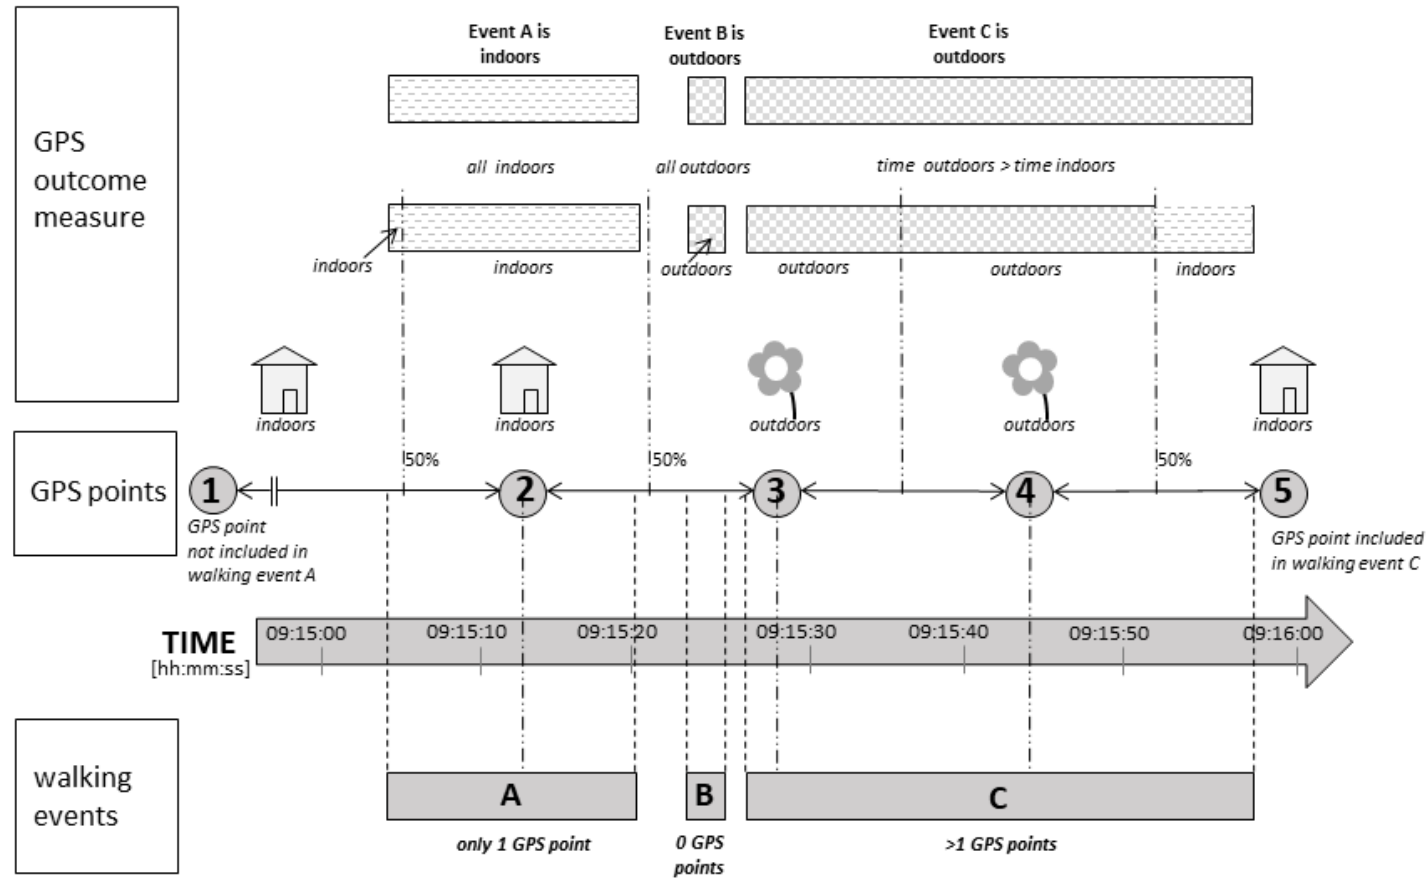 GPS
outcome
measure
Event A is
indoors
Event B is
outdoors
Event C is
outdoors
all indoors
all outdoors
time outdoors > time indoors
indoors
indoors
outdoors
outdoors
outdoors
indoors
indoors
indoors
outdoors
outdoors
indoors
GPS points
50%
50%
50%
1
2
3
4
5
GPS point
not included in
walking event A
GPS point included
in walking event C
TIME
[hh:mm:ss]
09:15:00
09:15:10
09:15:20
09:15:30
09:15:40
09:15:50
09:16:00
walking
events
A
B
C
only 1 GPS point
0 GPS
points
>1 GPS points